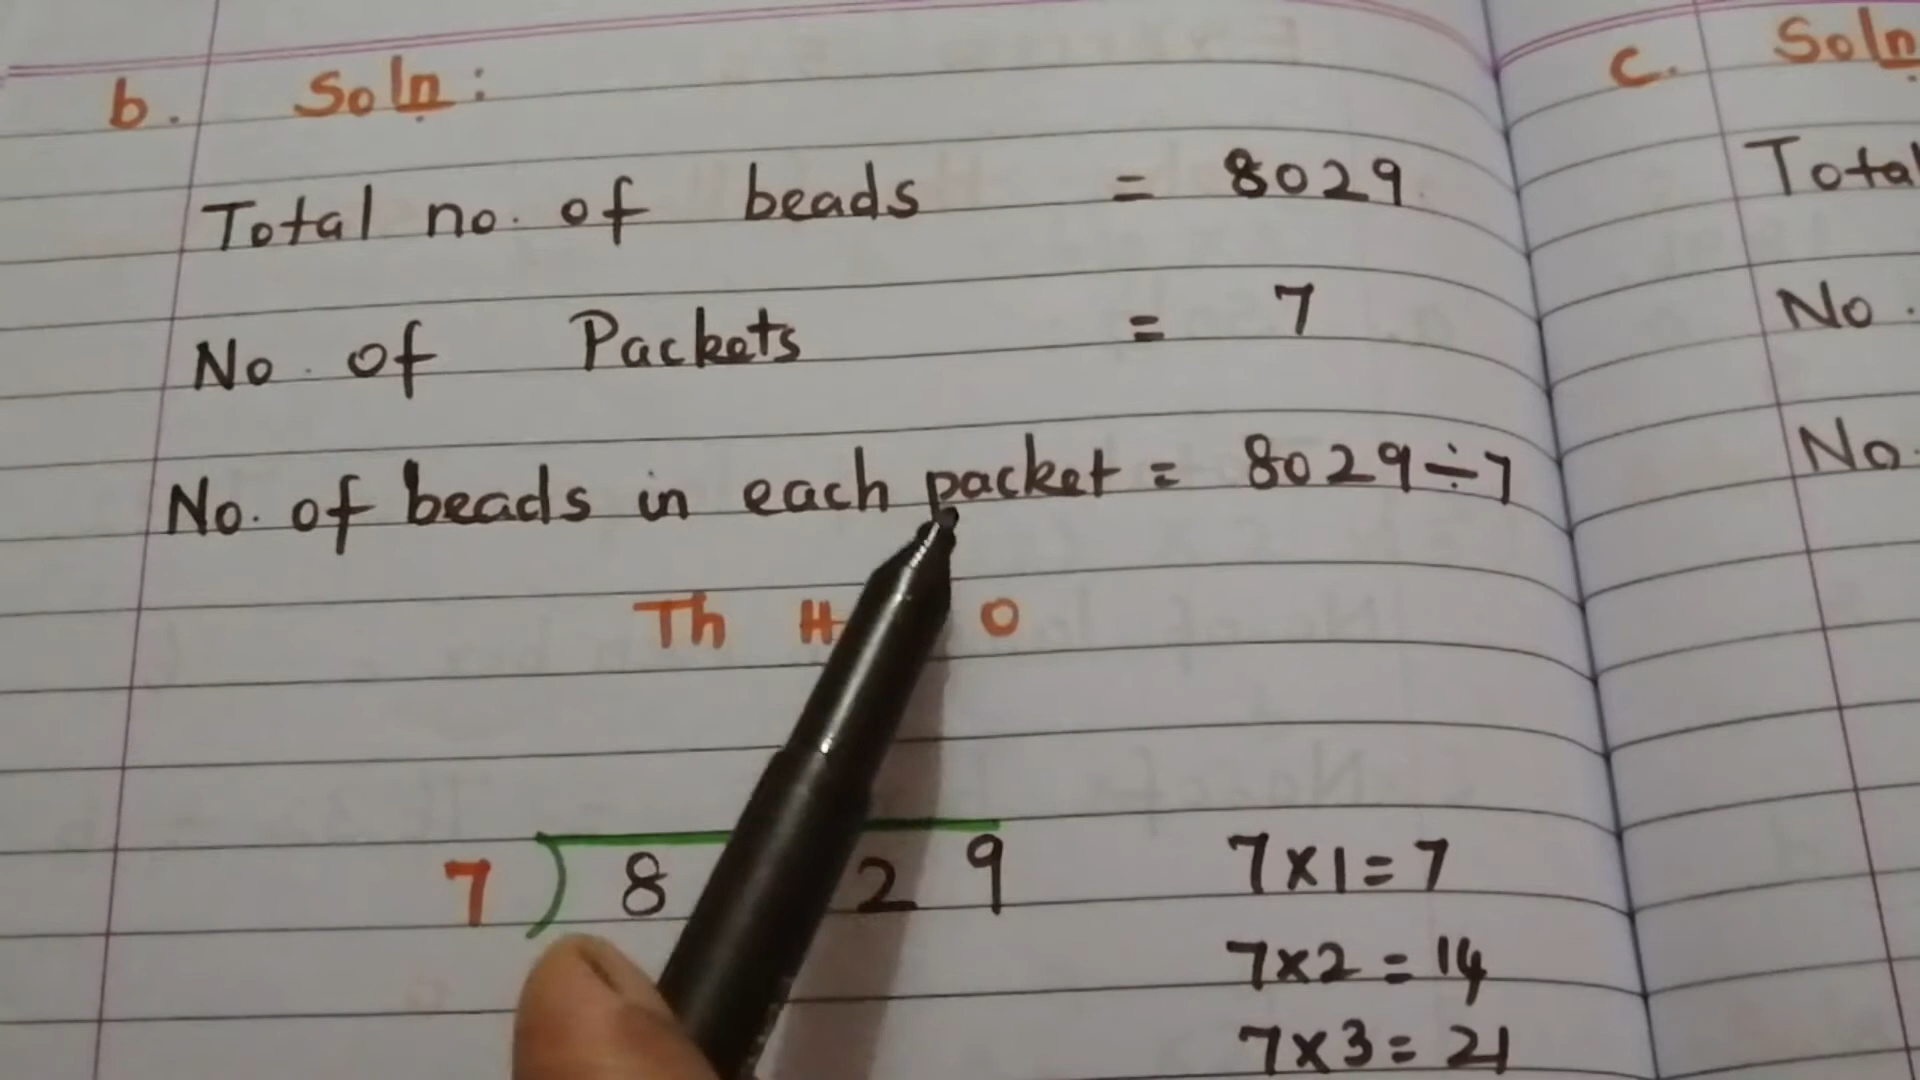 b. Soln:
Total no. of beads = 8029
No. of Packets = 7
No. of beads in each packet = 8029÷7
Th H O
7 ) 8 2 9
7×1=7
7×2=14
7×3=21
c. Soln
Total
No.
No.